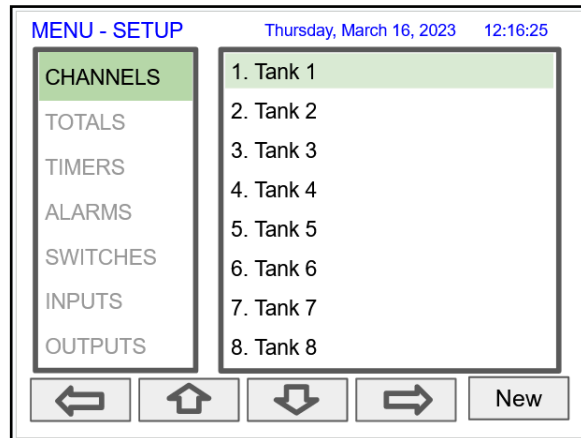 MENU - SETUP Thursday, March 16, 2023 12:16:25
CHANNELS
TOTALS
TIMERS
ALARMS
SWITCHES
INPUTS
OUTPUTS
1. Tank 1
2. Tank 2
3. Tank 3
4. Tank 4
5. Tank 5
6. Tank 6
7. Tank 7
8. Tank 8
New